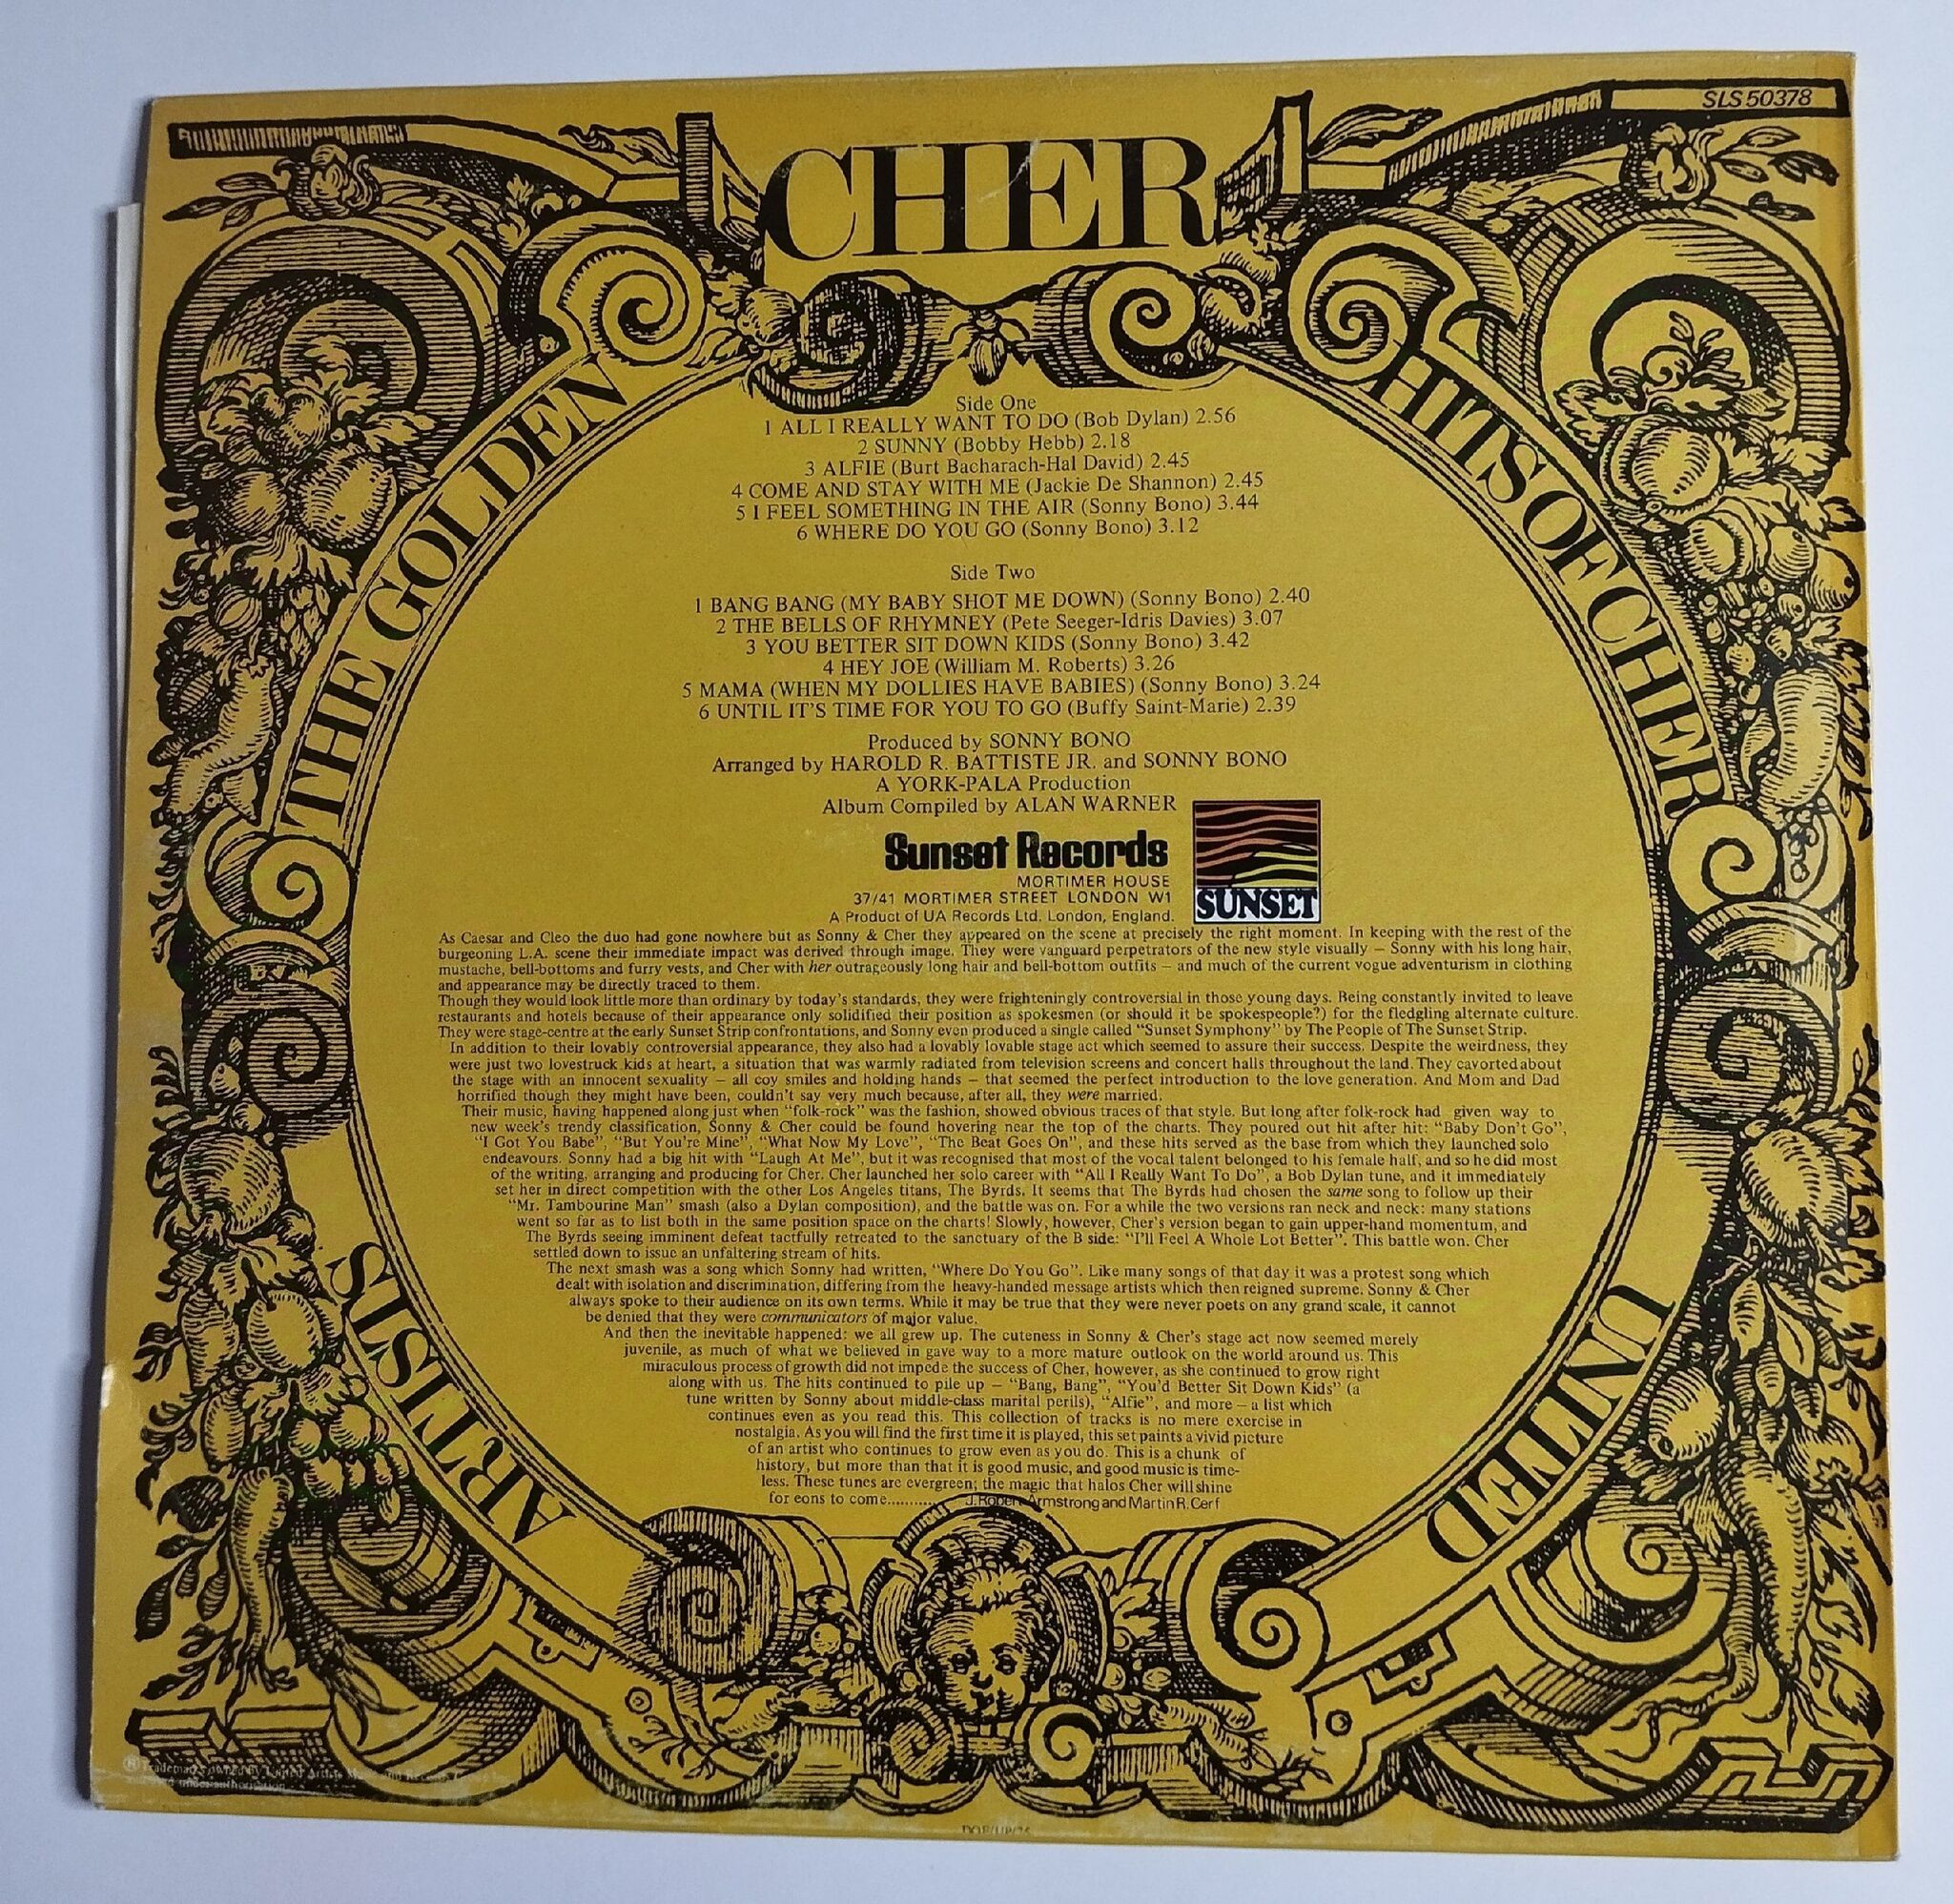 SLS 50378
CHER
THE GOLDEN
HITS OF CHER
Side One
1 ALL I REALLY WANT TO DO (Bob Dylan) 2.56
2 SUNNY (Bobby Hebb) 2.18
3 ALFIE (Burt Bacharach-Hal David) 2.45
4 COME AND STAY WITH ME (Jackie De Shannon) 2.45
5 I FEEL SOMETHING IN THE AIR (Sonny Bono) 3.44
6 WHERE DO YOU GO (Sonny Bono) 3.12
Side Two
1 BANG BANG (MY BABY SHOT ME DOWN) (Sonny Bono) 2.40
2 THE BELLS OF RHYMNEY (Pete Seeger-Idris Davies) 3.07
3 YOU BETTER SIT DOWN KIDS (Sonny Bono) 3.42
4 HEY JOE (William M. Roberts) 3.26
5 MAMA (WHEN MY DOLLIES HAVE BABIES) (Sonny Bono) 3.24
6 UNTIL IT'S TIME FOR YOU TO GO (Buffy Saint-Marie) 2.39
Produced by SONNY BONO
Arranged by HAROLD R. BATTISTE JR. and SONNY BONO
A YORK-PALA Production
Album Compiled by ALAN WARNER
Sunset Records
MORTIMER HOUSE
37/41 MORTIMER STREET LONDON W1
A Product of UA Records Ltd. London, England.
SUNSET
As Caesar and Cleo the duo had gone nowhere but as Sonny & Cher they appeared on the scene at precisely the right moment. In keeping with the rest of the
burgeoning L.A. scene their immediate impact was derived through image. They were vanguard perpetrators of the new style visually – Sonny with his long hair,
mustache, bell-bottoms and furry vests, and Cher with her outrageously long hair and bell-bottom outfits – and much of the current vogue adventurism in clothing
and appearance may be directly traced to them.
Though they would look little more than ordinary by today's standards, they were frighteningly controversial in those young days. Being constantly invited to leave
restaurants and hotels because of their appearance only solidified their position as spokesmen (or should it be spokespeople?) for the fledgling alternate culture.
They were stage-centre at the early Sunset Strip confrontations, and Sonny even produced a single called "Sunset Symphony" by The People of The Sunset Strip.
In addition to their lovably controversial appearance, they also had a lovably lovable stage act which seemed to assure their success. Despite the weirdness, they
were just two lovestruck kids at heart, a situation that was warmly radiated from television screens and concert halls throughout the land. They cavorted about
the stage with an innocent sexuality – all coy smiles and holding hands – that seemed the perfect introduction to the love generation. And Mom and Dad
horrified though they might have been, couldn't say very much because, after all, they were married.
Their music, having happened along just when "folk-rock" was the fashion, showed obvious traces of that style. But long after folk-rock had given way to
new week's trendy classification, Sonny & Cher could be found hovering near the top of the charts. They poured out hit after hit: "Baby Don't Go",
"I Got You Babe", "But You're Mine", "What Now My Love", "The Beat Goes On", and these hits served as the base from which they launched solo
endeavours. Sonny had a big hit with "Laugh At Me", but it was recognised that most of the vocal talent belonged to his female half, and so he did most
of the writing, arranging and producing for Cher. Cher launched her solo career with "All I Really Want To Do", a Bob Dylan tune, and it immediately
set her in direct competition with the other Los Angeles titans, The Byrds. It seems that The Byrds had chosen the same song to follow up their
"Mr. Tambourine Man" smash (also a Dylan composition), and the battle was on. For a while the two versions ran neck and neck: many stations
went so far as to list both in the same position space on the charts! Slowly, however, Cher's version began to gain upper-hand momentum, and
The Byrds seeing imminent defeat tactfully retreated to the sanctuary of the B side: "I'll Feel A Whole Lot Better". This battle won. Cher
settled down to issue an unfaltering stream of hits.
The next smash was a song which Sonny had written, "Where Do You Go". Like many songs of that day it was a protest song which
dealt with isolation and discrimination, differing from the heavy-handed message artists which then reigned supreme. Sonny & Cher
always spoke to their audience on its own terms. While it may be true that they were never poets on any grand scale, it cannot
be denied that they were communicators of major value.
And then the inevitable happened: we all grew up. The cuteness in Sonny & Cher's stage act now seemed merely
juvenile, as much of what we believed in gave way to a more mature outlook on the world around us. This
miraculous process of growth did not impede the success of Cher, however, as she continued to grow right
along with us. The hits continued to pile up – "Bang, Bang", "You'd Better Sit Down Kids" (a
tune written by Sonny about middle-class marital perils), "Alfie", and more – a list which
continues even as you read this. This collection of tracks is no mere exercise in
nostalgia. As you will find the first time it is played, this set paints a vivid picture
of an artist who continues to grow even as you do. This is a chunk of
history, but more than that it is good music, and good music is time-
less. These tunes are evergreen; the magic that halos Cher will shine
for eons to come........... J. Robert Armstrong and Martin R. Cerf
UNITED
ARTISTS
® Trademarks owned by United Artists Music and Records Group Inc
under authorisation